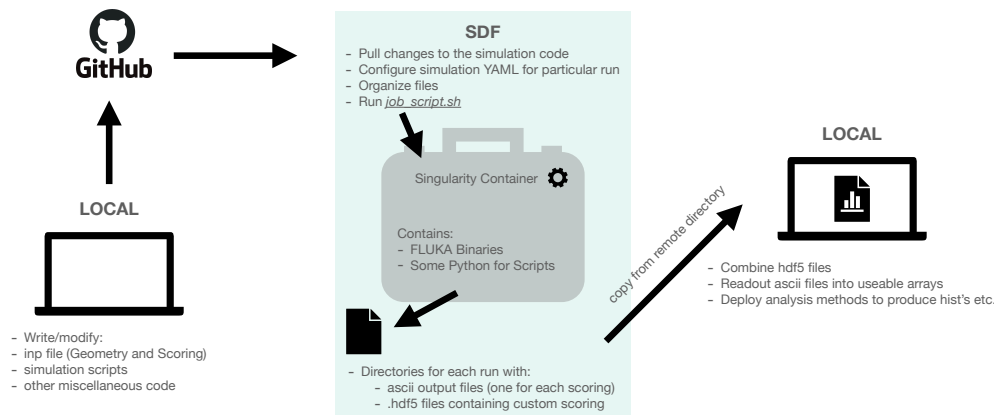 GitHub
LOCAL
- Write/modify:
- inp file (Geometry and Scoring)
- simulation scripts
- other miscellaneous code
SDF
- Pull changes to the simulation code
- Configure simulation YAML for particular run
- Organize files
- Run job_script.sh
Singularity Container
Contains:
- FLUKA Binaries
- Some Python for Scripts
- Directories for each run with:
- ascii output files (one for each scoring)
- .hdf5 files containing custom scoring
copy from remote directory
LOCAL
- Combine hdf5 files
- Readout ascii files into useable arrays
- Deploy analysis methods to produce hist's etc.